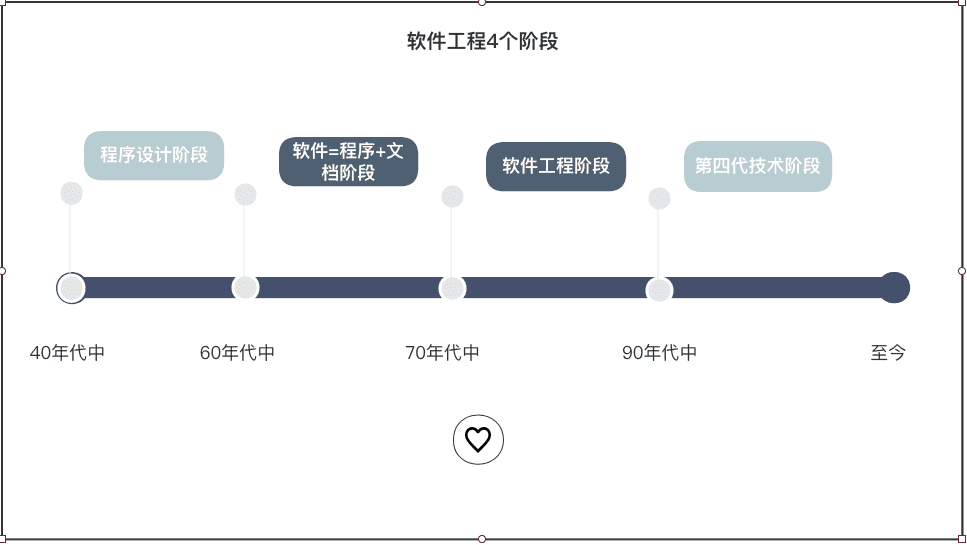 软件工程4个阶段
程序设计阶段
软件=程序+文
档阶段
软件工程阶段
第四代技术阶段
40年代中
60年代中
70年代中
90年代中
至今